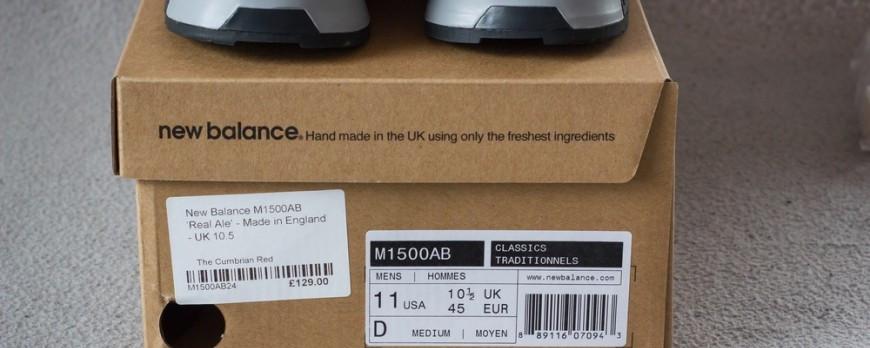 new balance. Hand made in the UK using only the freshest ingredients
New Balance M1500AB
'Real Ale' - Made in England
- UK 10.5
The Cumbrian Red
M1500AB24 £129.00
M1500AB
CLASSICS
TRADITIONNELS
MENS | HOMMES
www.newbalance.com
11 USA
10½ UK
45 EUR
D MEDIUM | MOYEN
8 89116 07094 3